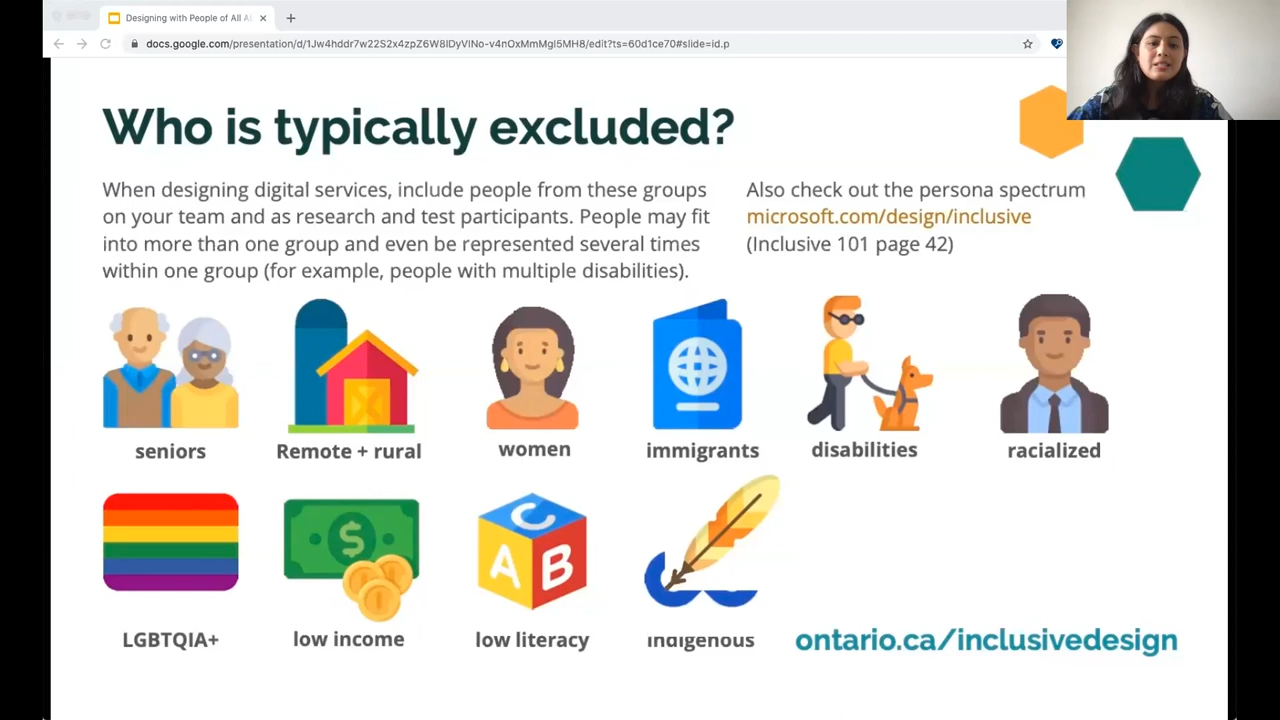 Designing with People of All A
docs.google.com/presentation/d/1Jw4hddr7w22S2x4zpZ6W8IDyVINo-v4nOxMmMgI5MH8/edit?ts=60d1ce70#slide=id.p
Who is typically excluded?
When designing digital services, include people from these groups
on your team and as research and test participants. People may fit
into more than one group and even be represented several times
within one group (for example, people with multiple disabilities).
Also check out the persona spectrum
microsoft.com/design/inclusive
(Inclusive 101 page 42)
seniors
Remote + rural
women
immigrants
disabilities
racialized
C
A B
LGBTQIA+
low income
low literacy
indigenous
ontario.ca/inclusivedesign